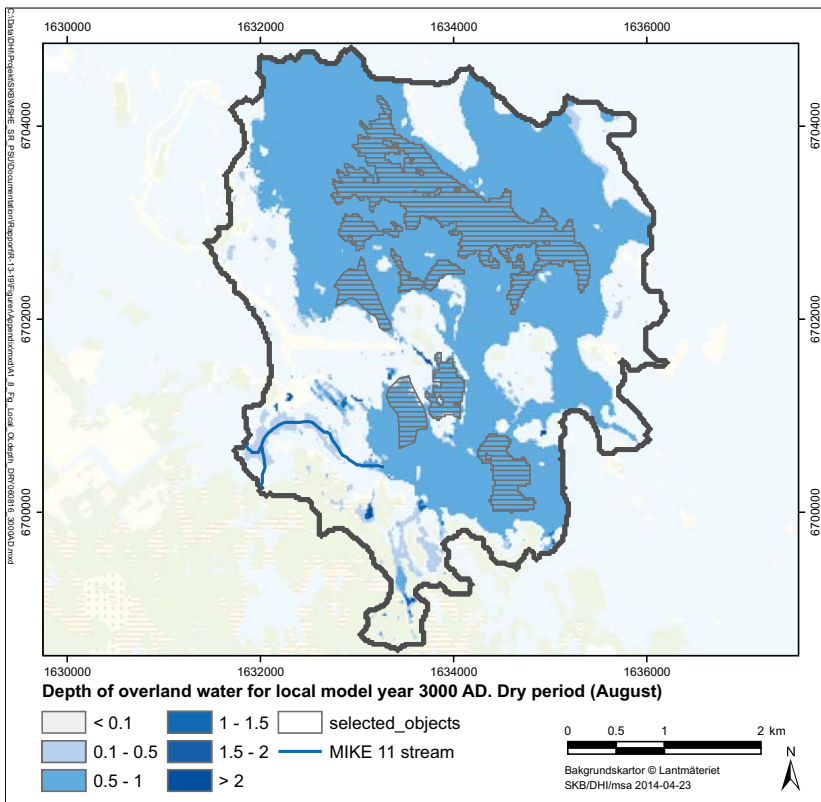 1630000 1632000 1634000 1636000
6704000 6704000
6702000 6702000
6700000 6700000
1630000 1632000 1634000 1636000
Depth of overland water for local model year 3000 AD. Dry period (August)
< 0.1 1 - 1.5 selected_objects
0.1 - 0.5 1.5 - 2 MIKE 11 stream
0.5 - 1 > 2
0 0.5 1 2 km
Bakgrundskartor © Lantmäteriet
SKB/DHI/msa 2014-04-23
N